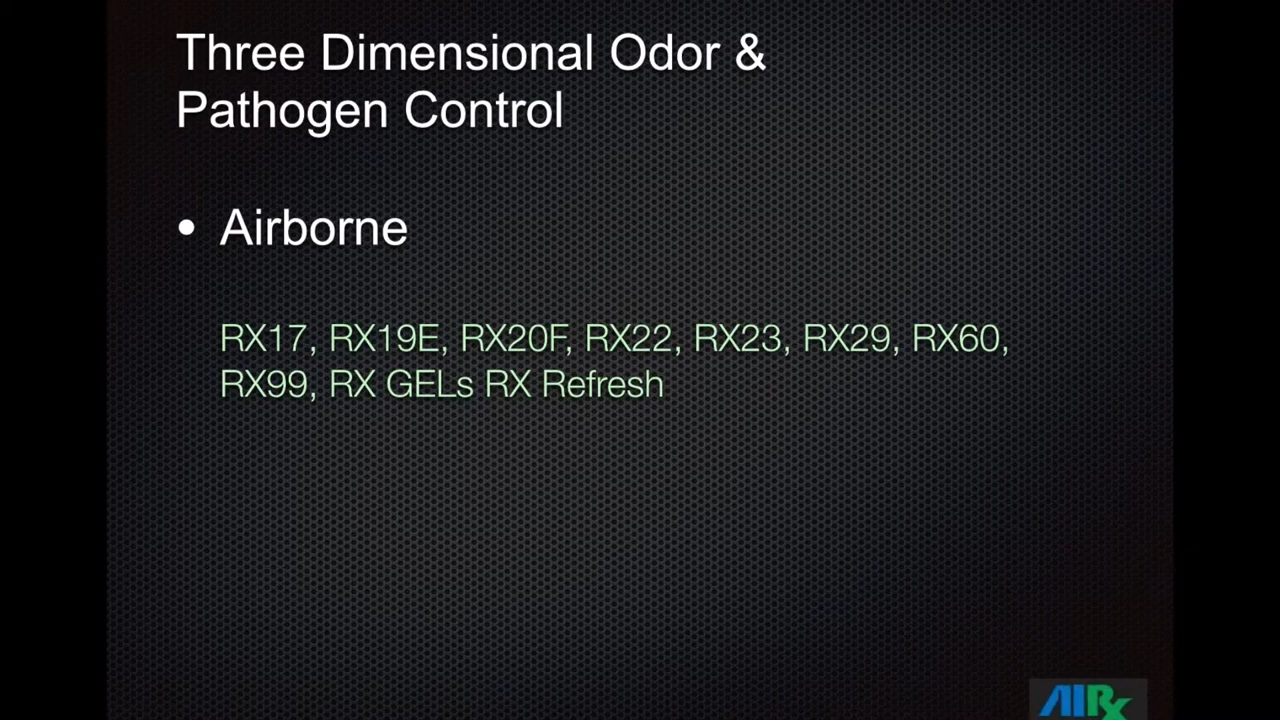 Three Dimensional Odor &
Pathogen Control
• Airborne
RX17, RX19E, RX20F, RX22, RX23, RX29, RX60,
RX99, RX GELs RX Refresh
AIRx